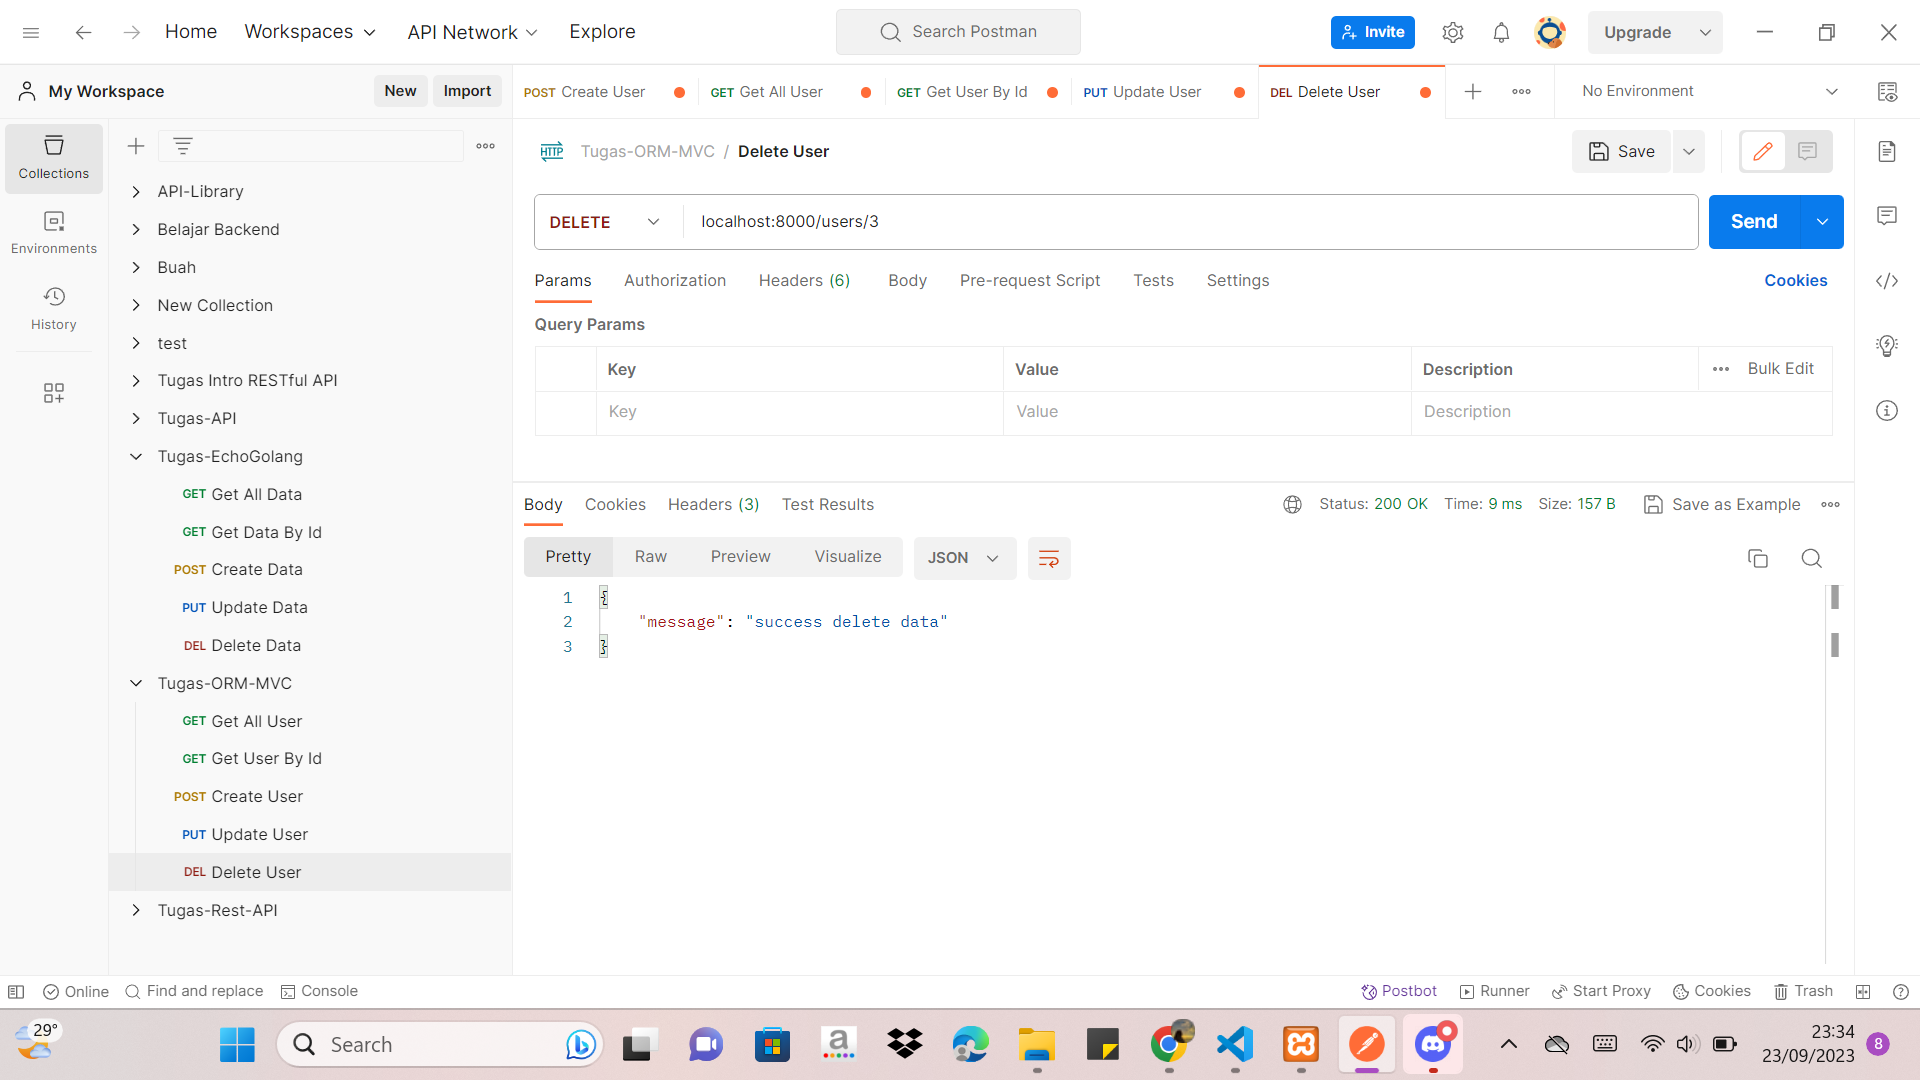 Home
Workspaces
API Network
Explore
Search Postman
Invite
Upgrade
My Workspace
New
Import
POST Create User
GET Get All User
GET Get User By Id
PUT Update User
DEL Delete User
No Environment
Collections
Environments
History
API-Library
Belajar Backend
Buah
New Collection
test
Tugas Intro RESTful API
Tugas-API
Tugas-EchoGolang
GET Get All Data
GET Get Data By Id
POST Create Data
PUT Update Data
DEL Delete Data
Tugas-ORM-MVC
GET Get All User
GET Get User By Id
POST Create User
PUT Update User
DEL Delete User
Tugas-Rest-API
HTTP Tugas-ORM-MVC / Delete User
Save
DELETE localhost:8000/users/3
Send
Params Authorization Headers (6) Body Pre-request Script Tests Settings Cookies
Query Params
Key Value Description Bulk Edit
Key Value Description
Body Cookies Headers (3) Test Results
Status: 200 OK Time: 9 ms Size: 157 B Save as Example
Pretty Raw Preview Visualize JSON
1 {
2 "message": "success delete data"
3 }
Online Find and replace Console
Postbot Runner Start Proxy Cookies Trash
29°
Search
a
23:34
23/09/2023
8